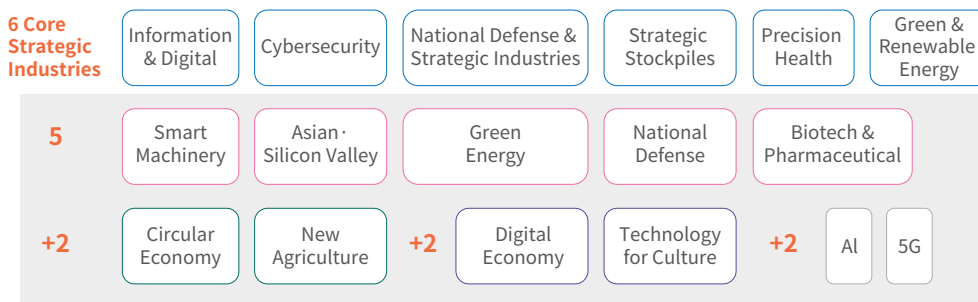 6 Core
Strategic
Industries
Information
& Digital
Cybersecurity
National Defense &
Strategic Industries
Strategic
Stockpiles
Precision
Health
Green &
Renewable
Energy
5
Smart
Machinery
Asian·
Silicon Valley
Green
Energy
National
Defense
Biotech &
Pharmaceutical
+2
Circular
Economy
New
Agriculture
+2
Digital
Economy
Technology
for Culture
+2
AI
5G